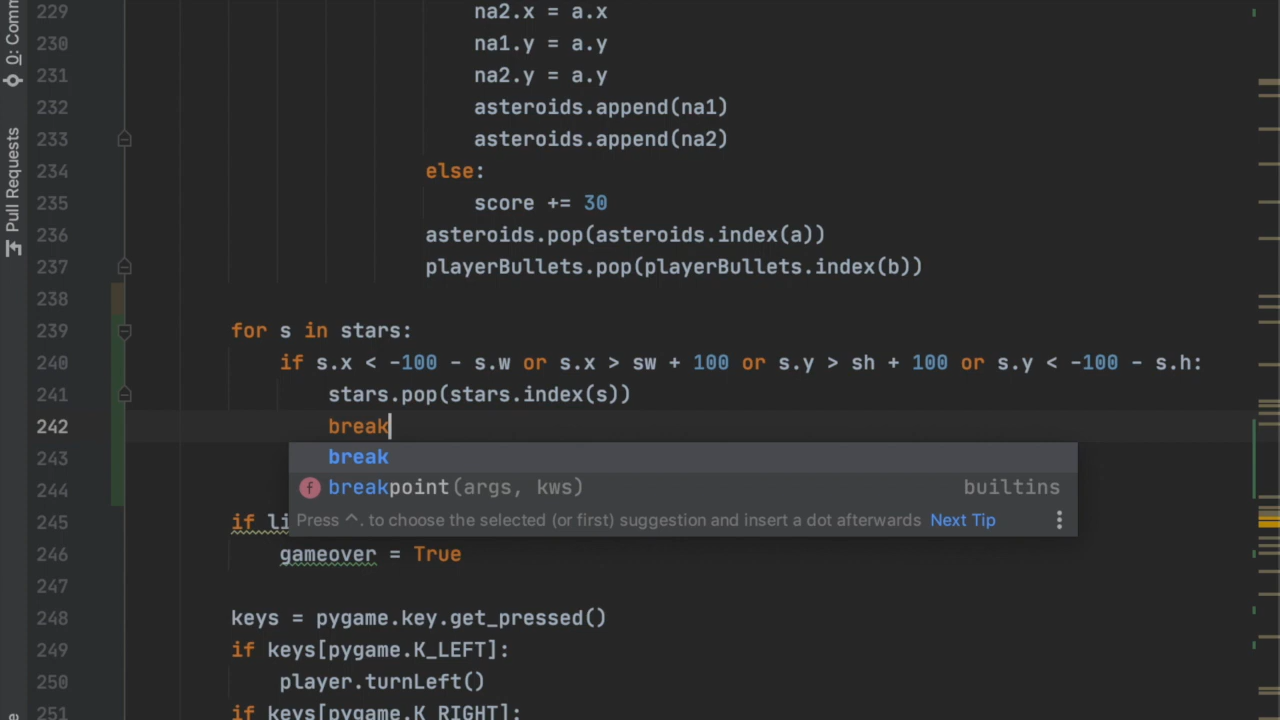 0: Comm
Pull Requests
229 na2.x = a.x
230 na1.y = a.y
231 na2.y = a.y
232 asteroids.append(na1)
233 asteroids.append(na2)
234 else:
235 score += 30
236 asteroids.pop(asteroids.index(a))
237 playerBullets.pop(playerBullets.index(b))
238
239 for s in stars:
240 if s.x < -100 - s.w or s.x > sw + 100 or s.y > sh + 100 or s.y < -100 - s.h:
241 stars.pop(stars.index(s))
242 break
243 break
f breakpoint(args, kws) builtins
244
Press ^. to choose the selected (or first) suggestion and insert a dot afterwards Next Tip
245 if li
246 gameover = True
247
248 keys = pygame.key.get_pressed()
249 if keys[pygame.K_LEFT]:
250 player.turnLeft()
251 if keys[pygame.K_RIGHT]: